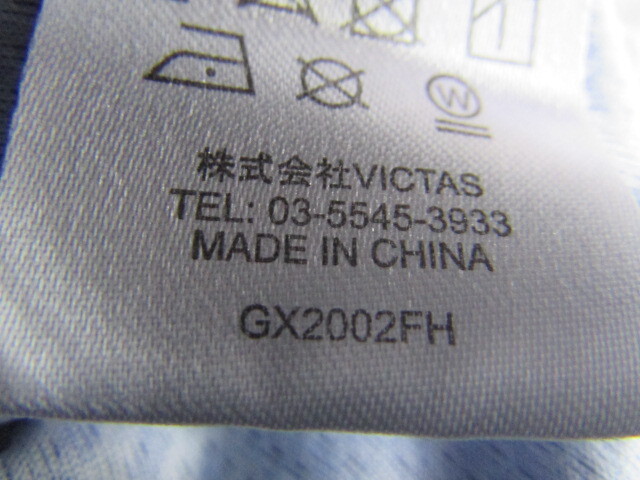 株式会社VICTAS
TEL: 03-5545-3933
MADE IN CHINA
GX2002FH